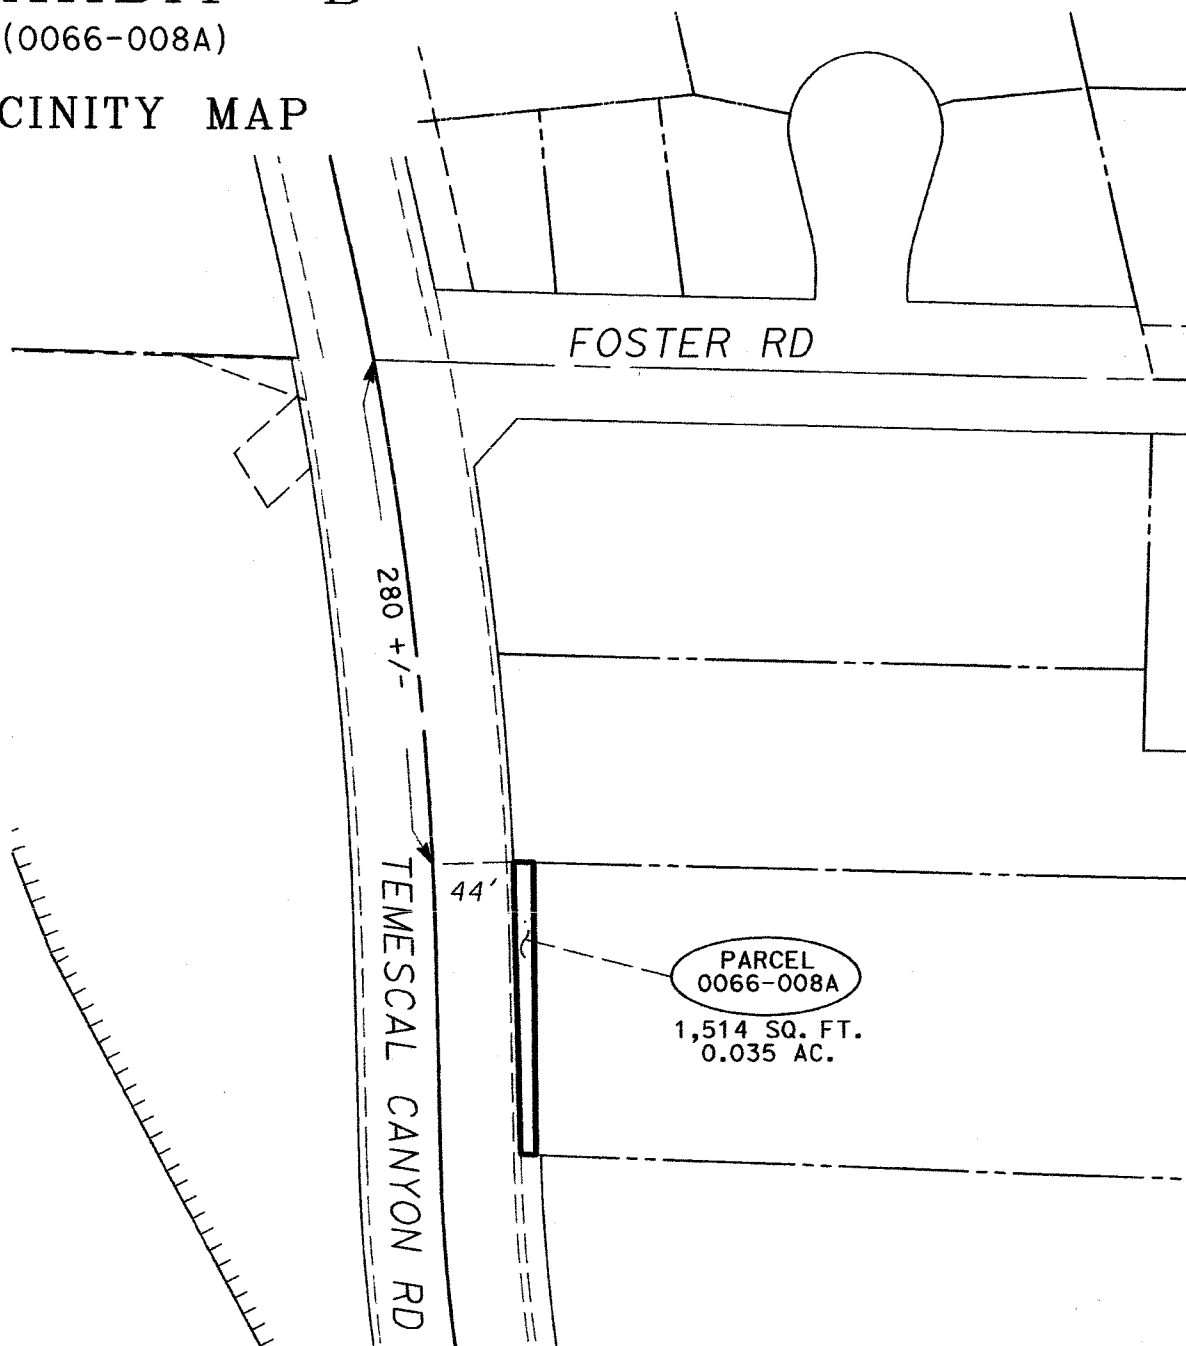 (0066-008A)
CINITY MAP
FOSTER RD
280 +/-
44'
TEMESCAL CANYON RD
PARCEL
0066-008A
1,514 SQ. FT.
0.035 AC.